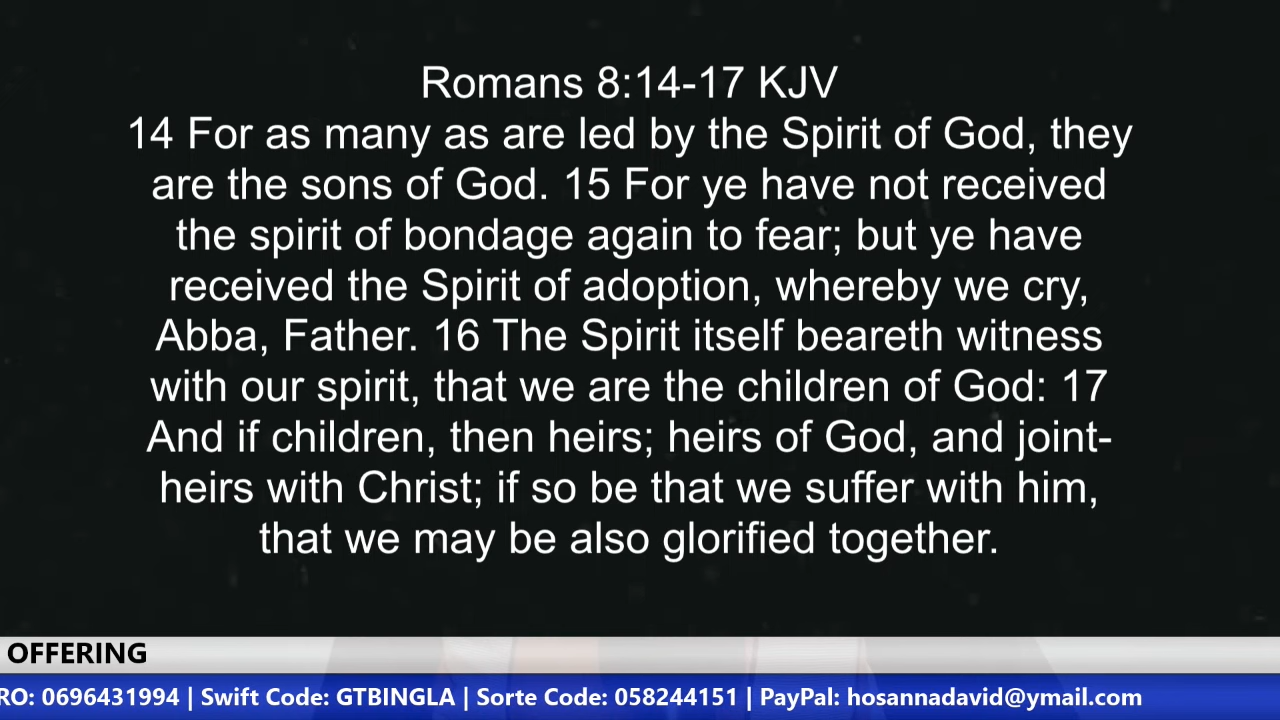 Romans 8:14-17 KJV
14 For as many as are led by the Spirit of God, they
are the sons of God. 15 For ye have not received
the spirit of bondage again to fear; but ye have
received the Spirit of adoption, whereby we cry,
Abba, Father. 16 The Spirit itself beareth witness
with our spirit, that we are the children of God: 17
And if children, then heirs; heirs of God, and joint-
heirs with Christ; if so be that we suffer with him,
that we may be also glorified together.
OFFERING
RO: 0696431994 | Swift Code: GTBINGLA | Sorte Code: 058244151 | PayPal: hosannadavid@ymail.com